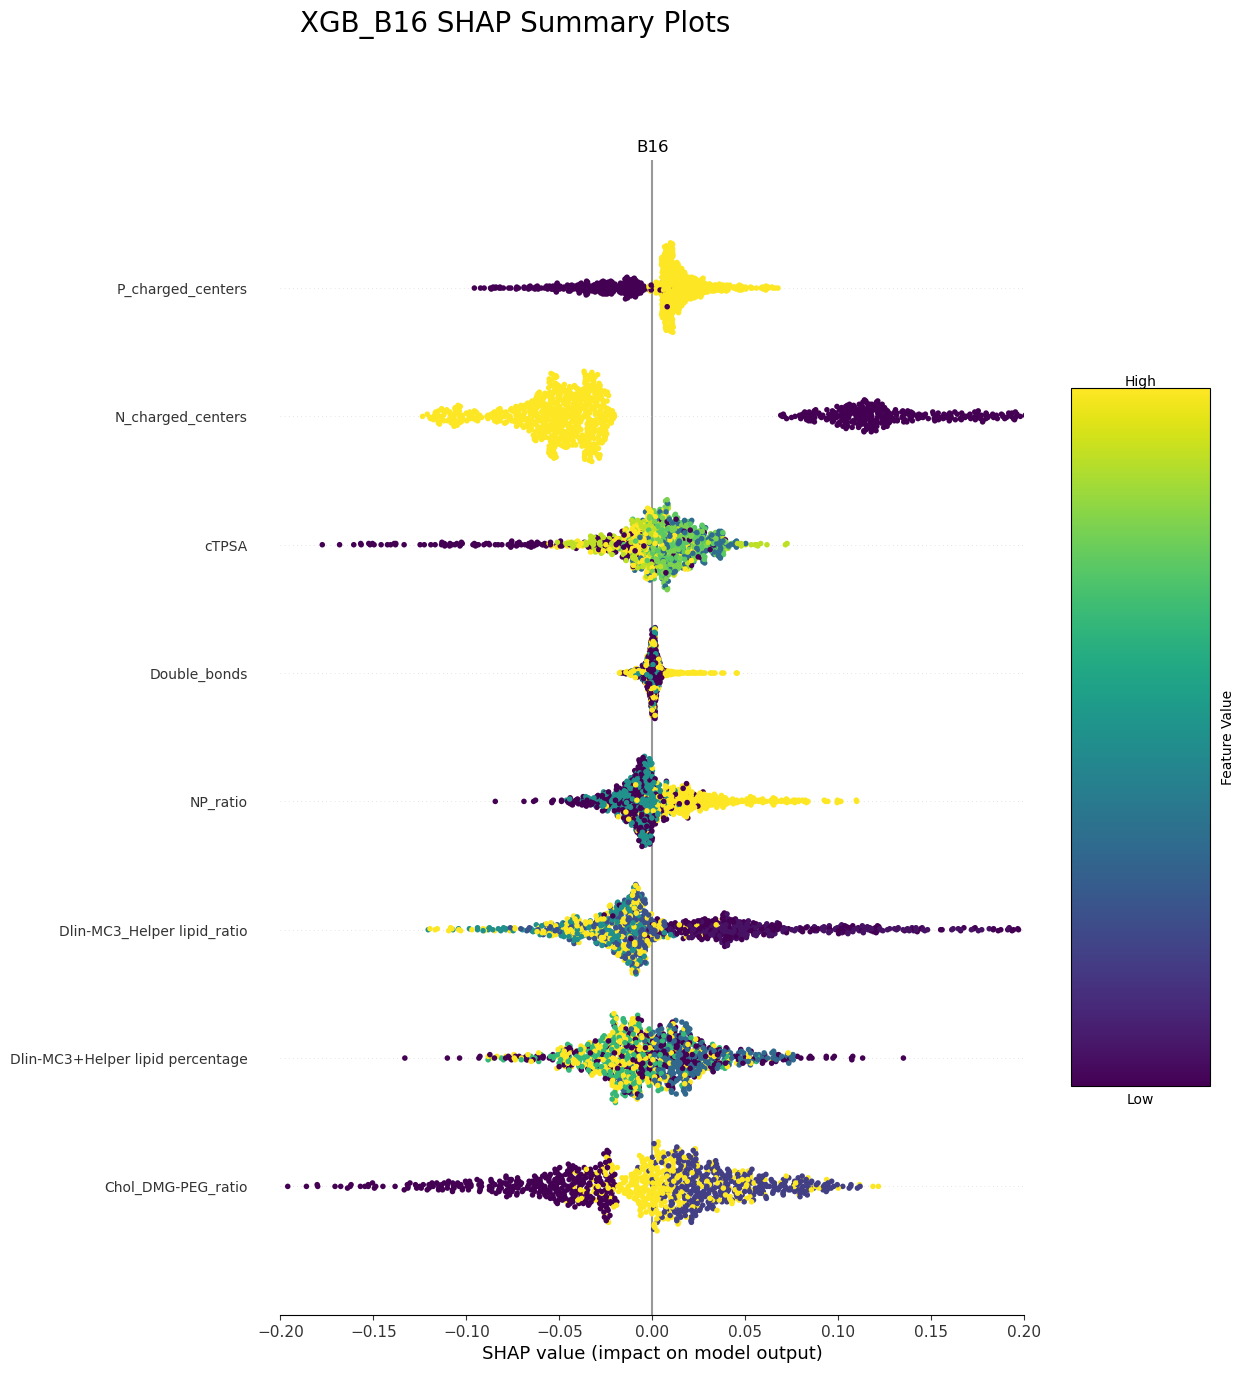 XGB_B16 SHAP Summary Plots
B16
P_charged_centers
N_charged_centers
cTPSA
Double_bonds
NP_ratio
Dlin-MC3_Helper lipid_ratio
Dlin-MC3+Helper lipid percentage
Chol_DMG-PEG_ratio
High
Feature Value
Low
−0.20 −0.15 −0.10 −0.05 0.00 0.05 0.10 0.15 0.20
SHAP value (impact on model output)